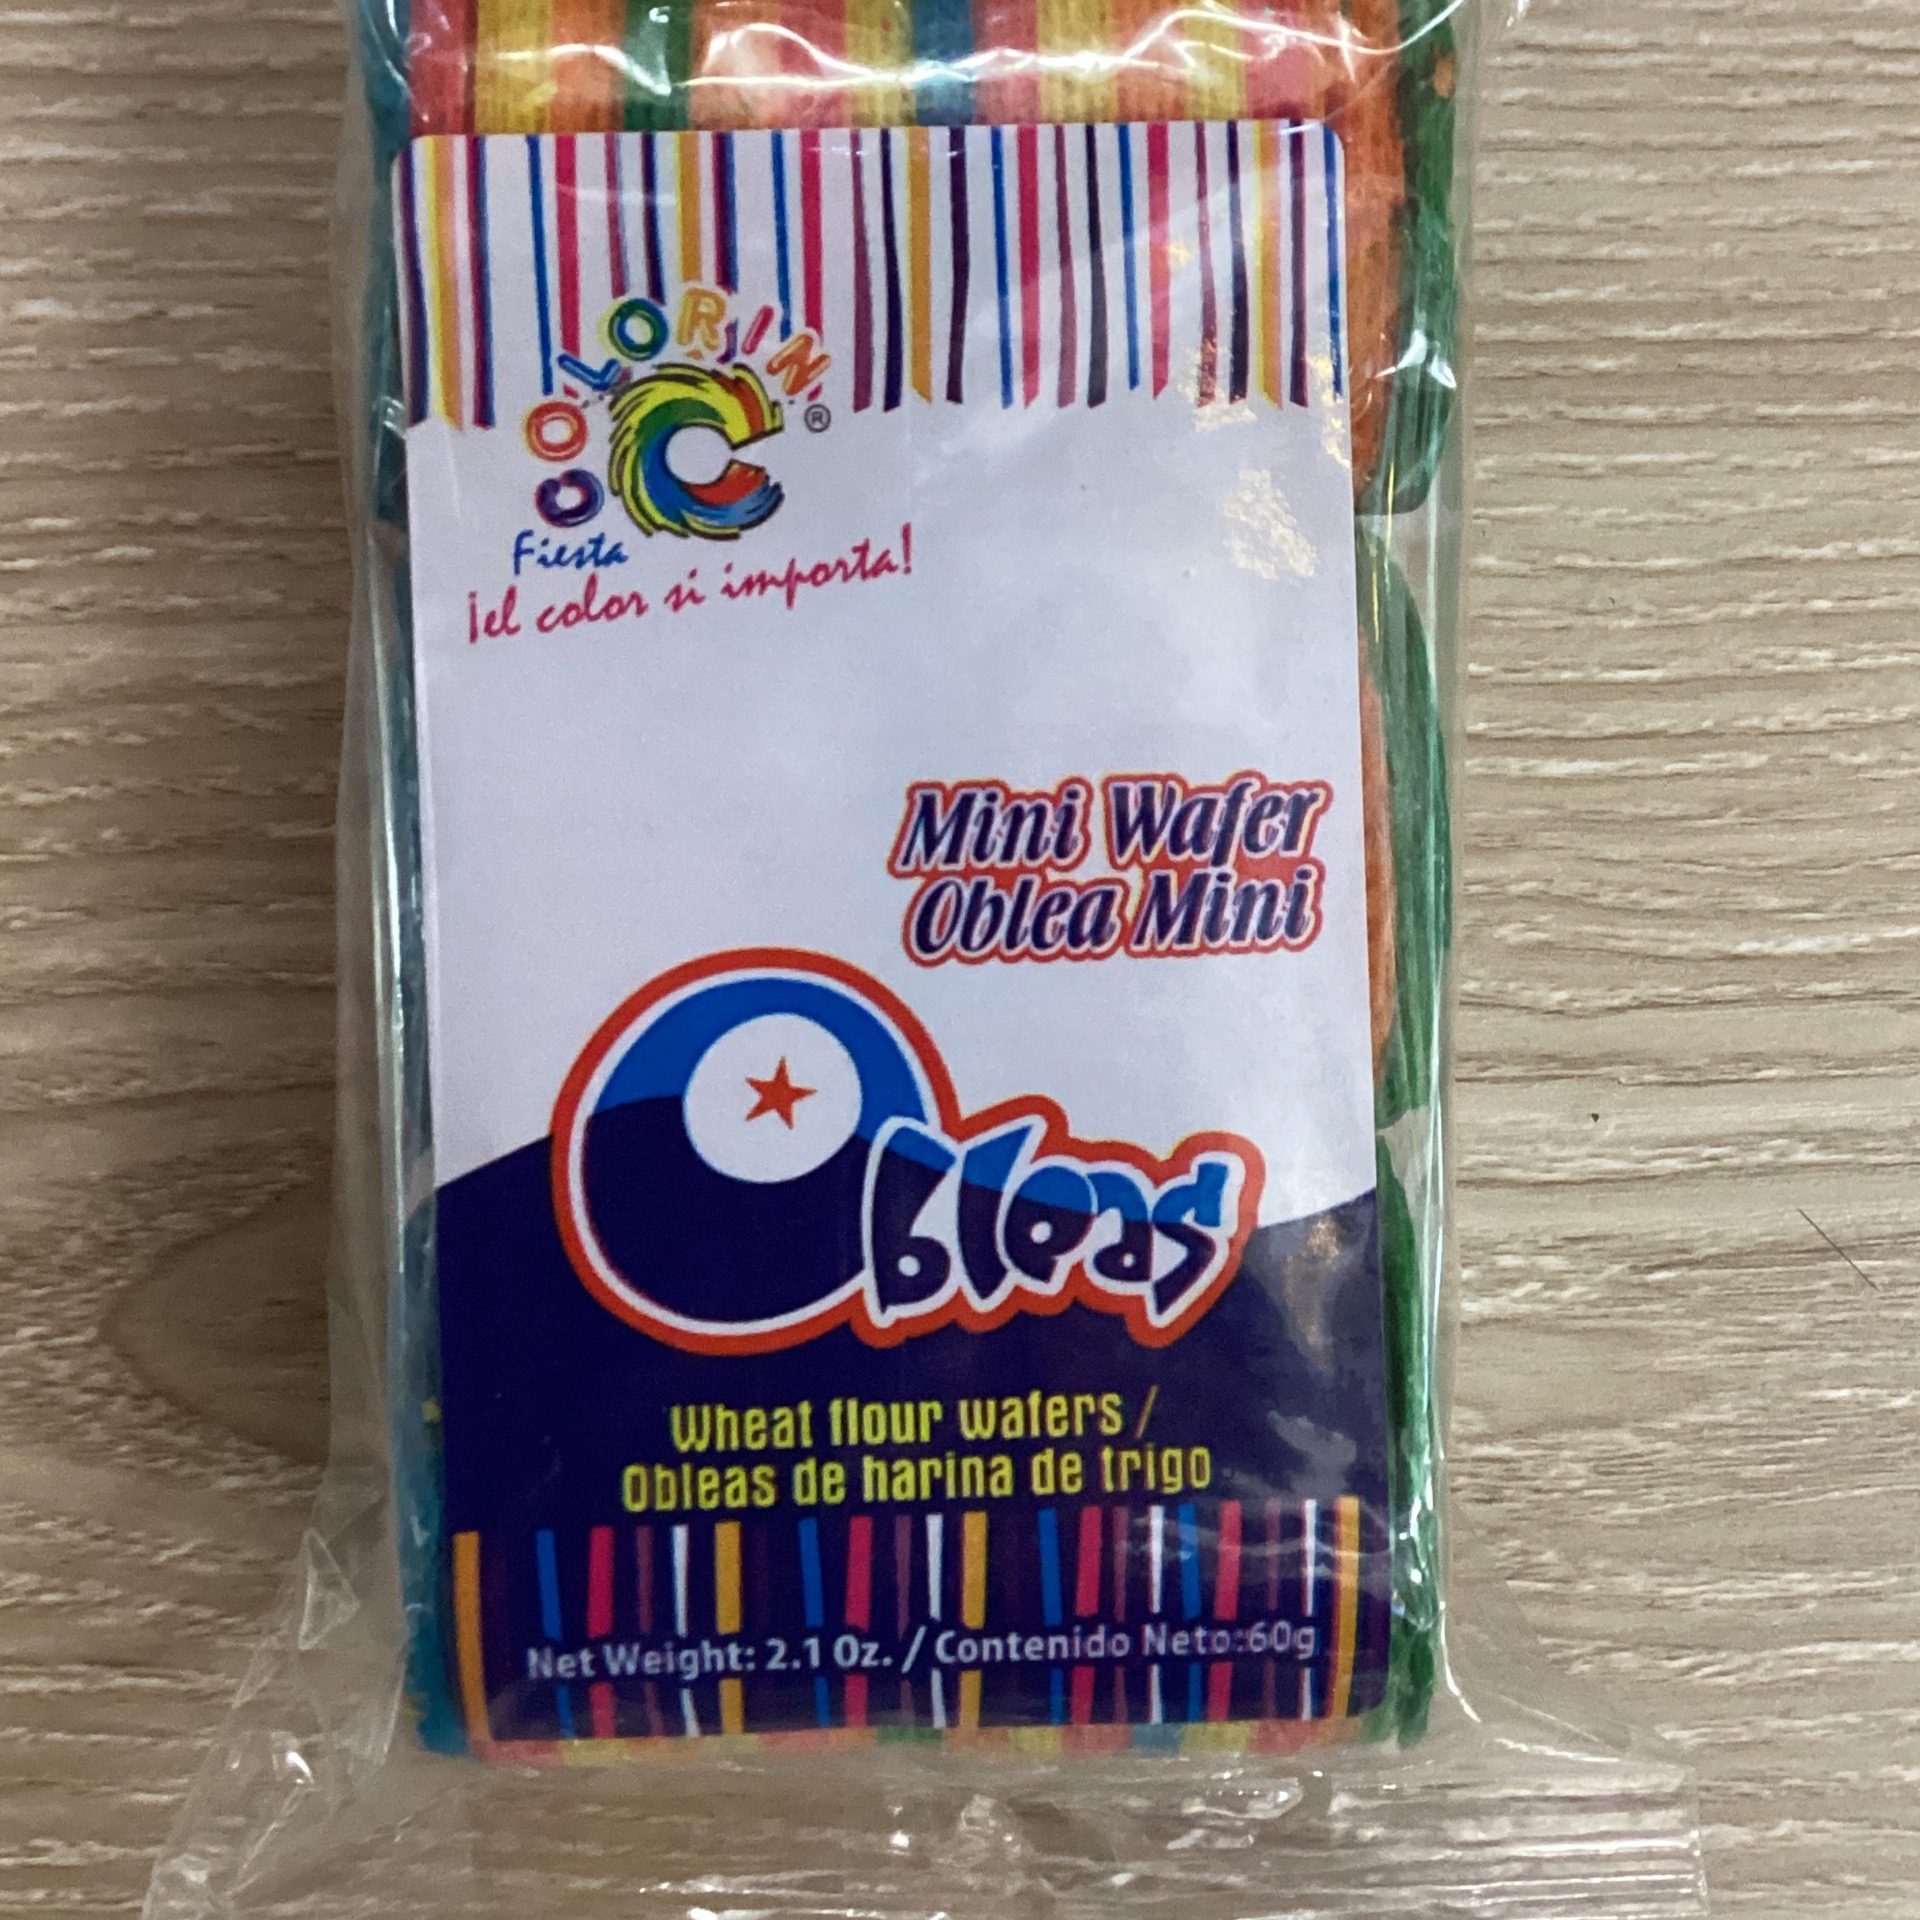 COLORIN
®
Fiesta
¡el color si importa!
Mini Wafer
Oblea Mini
Obleas
Wheat flour wafers /
Obleas de harina de trigo
Net Weight: 2.1 Oz. / Contenido Neto:60g